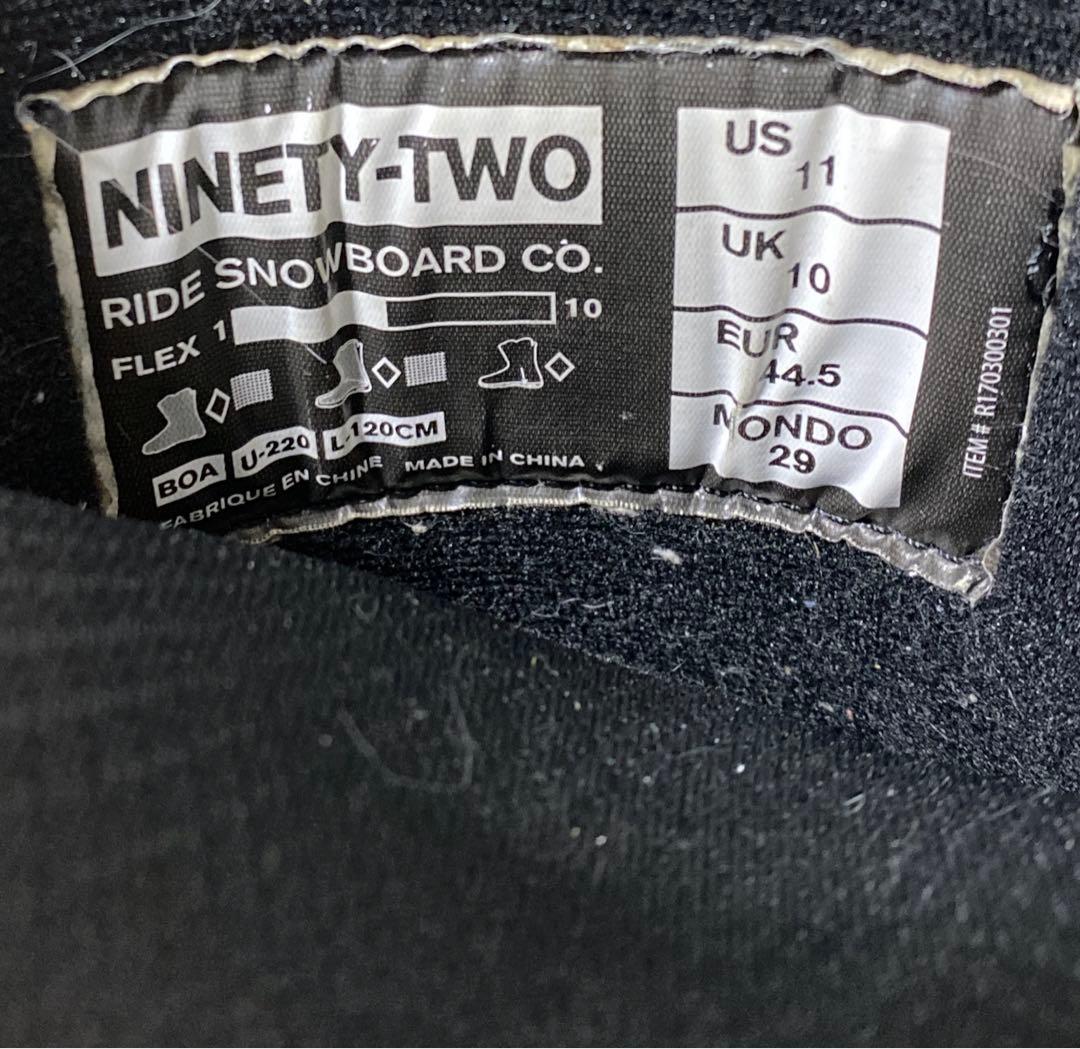 NINETY-TWO
RIDE SNOWBOARD CO.
FLEX 1 10
BOA U-220 L-120CM
FABRIQUE EN CHINE MADE IN CHINA
US 11
UK 10
EUR 44.5
MONDO 29
ITEM# R170300301